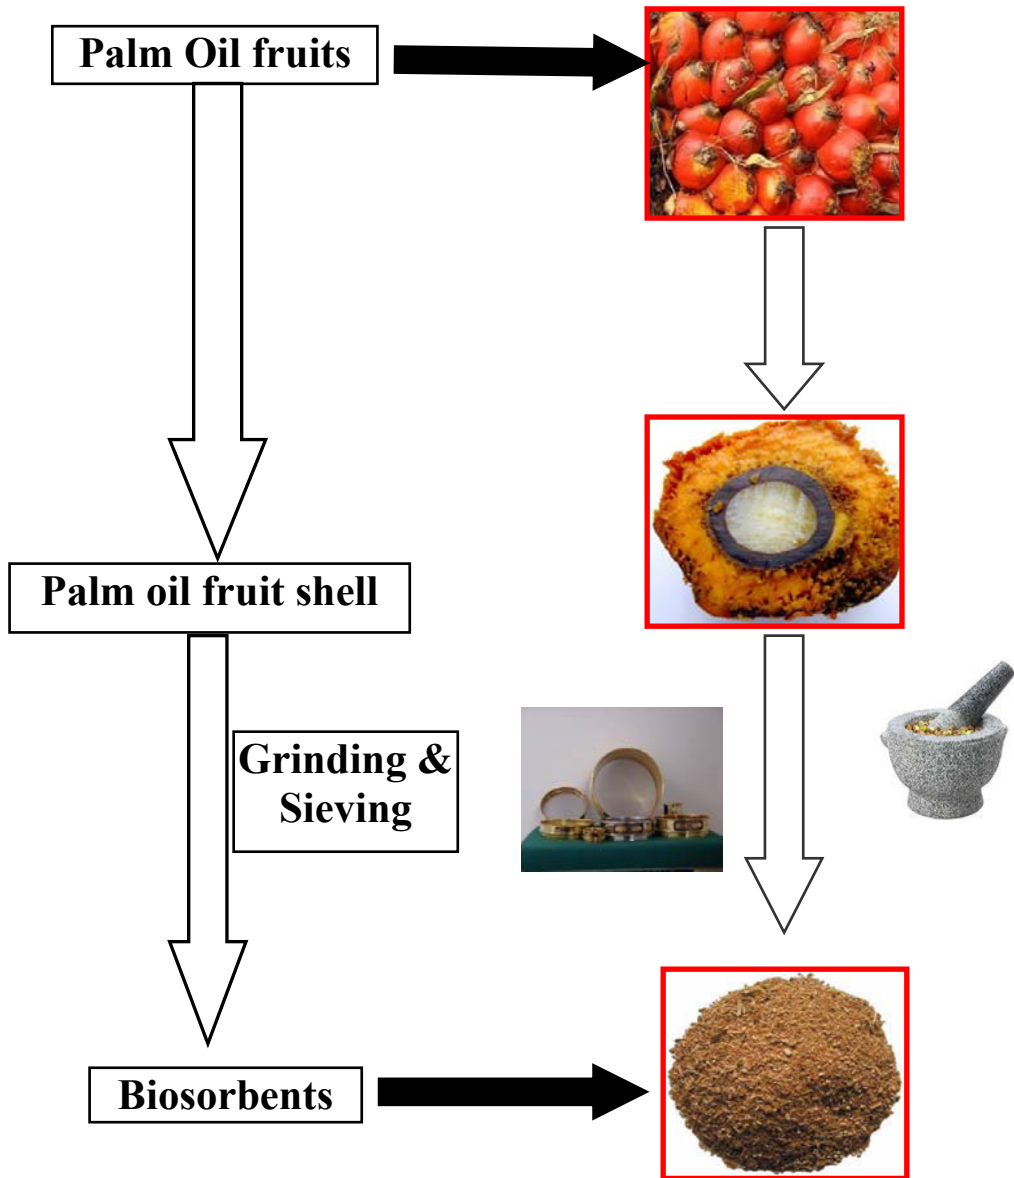 Palm Oil fruits
Palm oil fruit shell
Grinding &
Sieving
Biosorbents